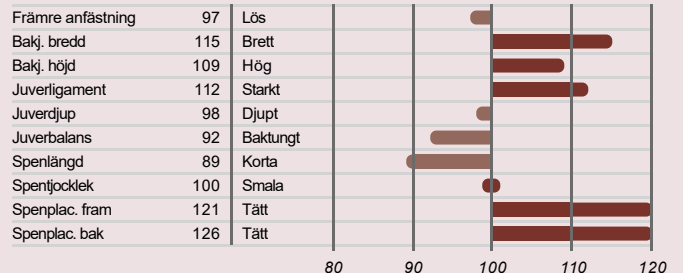 Främre anfästning 97 Lös
Bakj. bredd 115 Brett
Bakj. höjd 109 Hög
Juverligament 112 Starkt
Juverdjup 98 Djupt
Juverbalans 92 Baktungt
Spenlängd 89 Korta
Spentjocklek 100 Smala
Spenplac. fram 121 Tätt
Spenplac. bak 126 Tätt
80 90 100 110 120